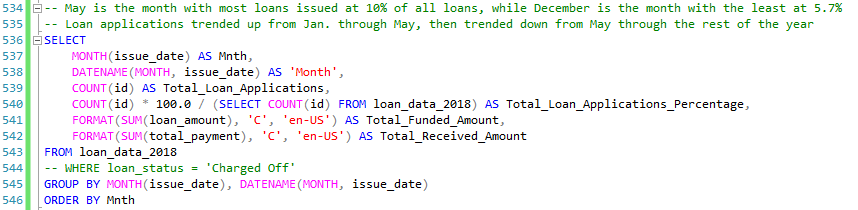 534 -- May is the month with most loans issued at 10% of all loans, while December is the month with the least at 5.7%
535 -- Loan applications trended up from Jan. through May, then trended down from May through the rest of the year
536 SELECT
537     MONTH(issue_date) AS Mnth,
538     DATENAME(MONTH, issue_date) AS 'Month',
539     COUNT(id) AS Total_Loan_Applications,
540     COUNT(id) * 100.0 / (SELECT COUNT(id) FROM loan_data_2018) AS Total_Loan_Applications_Percentage,
541     FORMAT(SUM(loan_amount), 'C', 'en-US') AS Total_Funded_Amount,
542     FORMAT(SUM(total_payment), 'C', 'en-US') AS Total_Received_Amount
543 FROM loan_data_2018
544 -- WHERE loan_status = 'Charged Off'
545 GROUP BY MONTH(issue_date), DATENAME(MONTH, issue_date)
546 ORDER BY Mnth